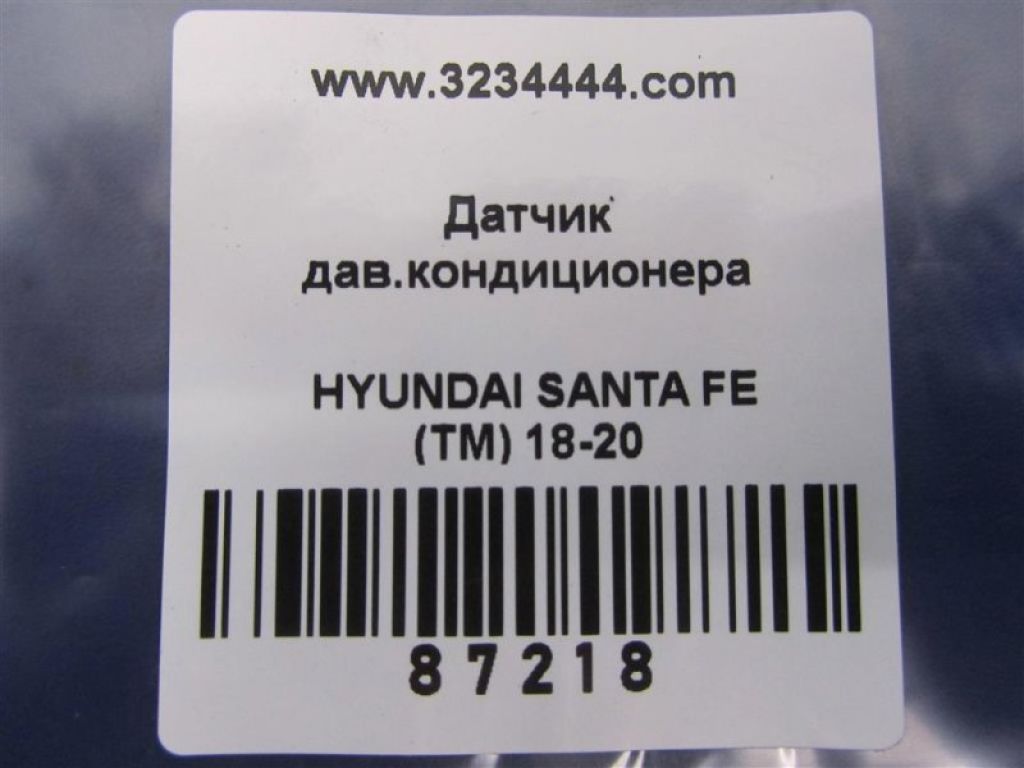 www.3234444.com
Датчик
дав.кондиционера
HYUNDAI SANTA FE
(TM) 18-20
87218